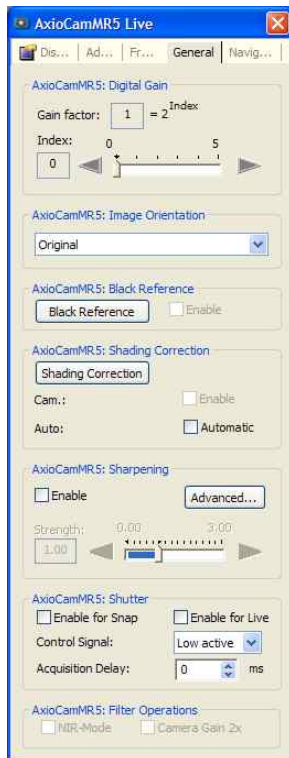 AxioCamMR5 Live
Dis... Ad... Fr... General Navig...
AxioCamMR5: Digital Gain
Gain factor: 1 = 2 Index
Index: 0 5
0
AxioCamMR5: Image Orientation
Original
AxioCamMR5: Black Reference
Black Reference Enable
AxioCamMR5: Shading Correction
Shading Correction
Cam.: Enable
Auto: Automatic
AxioCamMR5: Sharpening
Enable Advanced...
Strength: 0.00 3.00
1.00
AxioCamMR5: Shutter
Enable for Snap Enable for Live
Control Signal: Low active
Acquisition Delay: 0 ms
AxioCamMR5: Filter Operations
NIR-Mode Camera Gain 2x